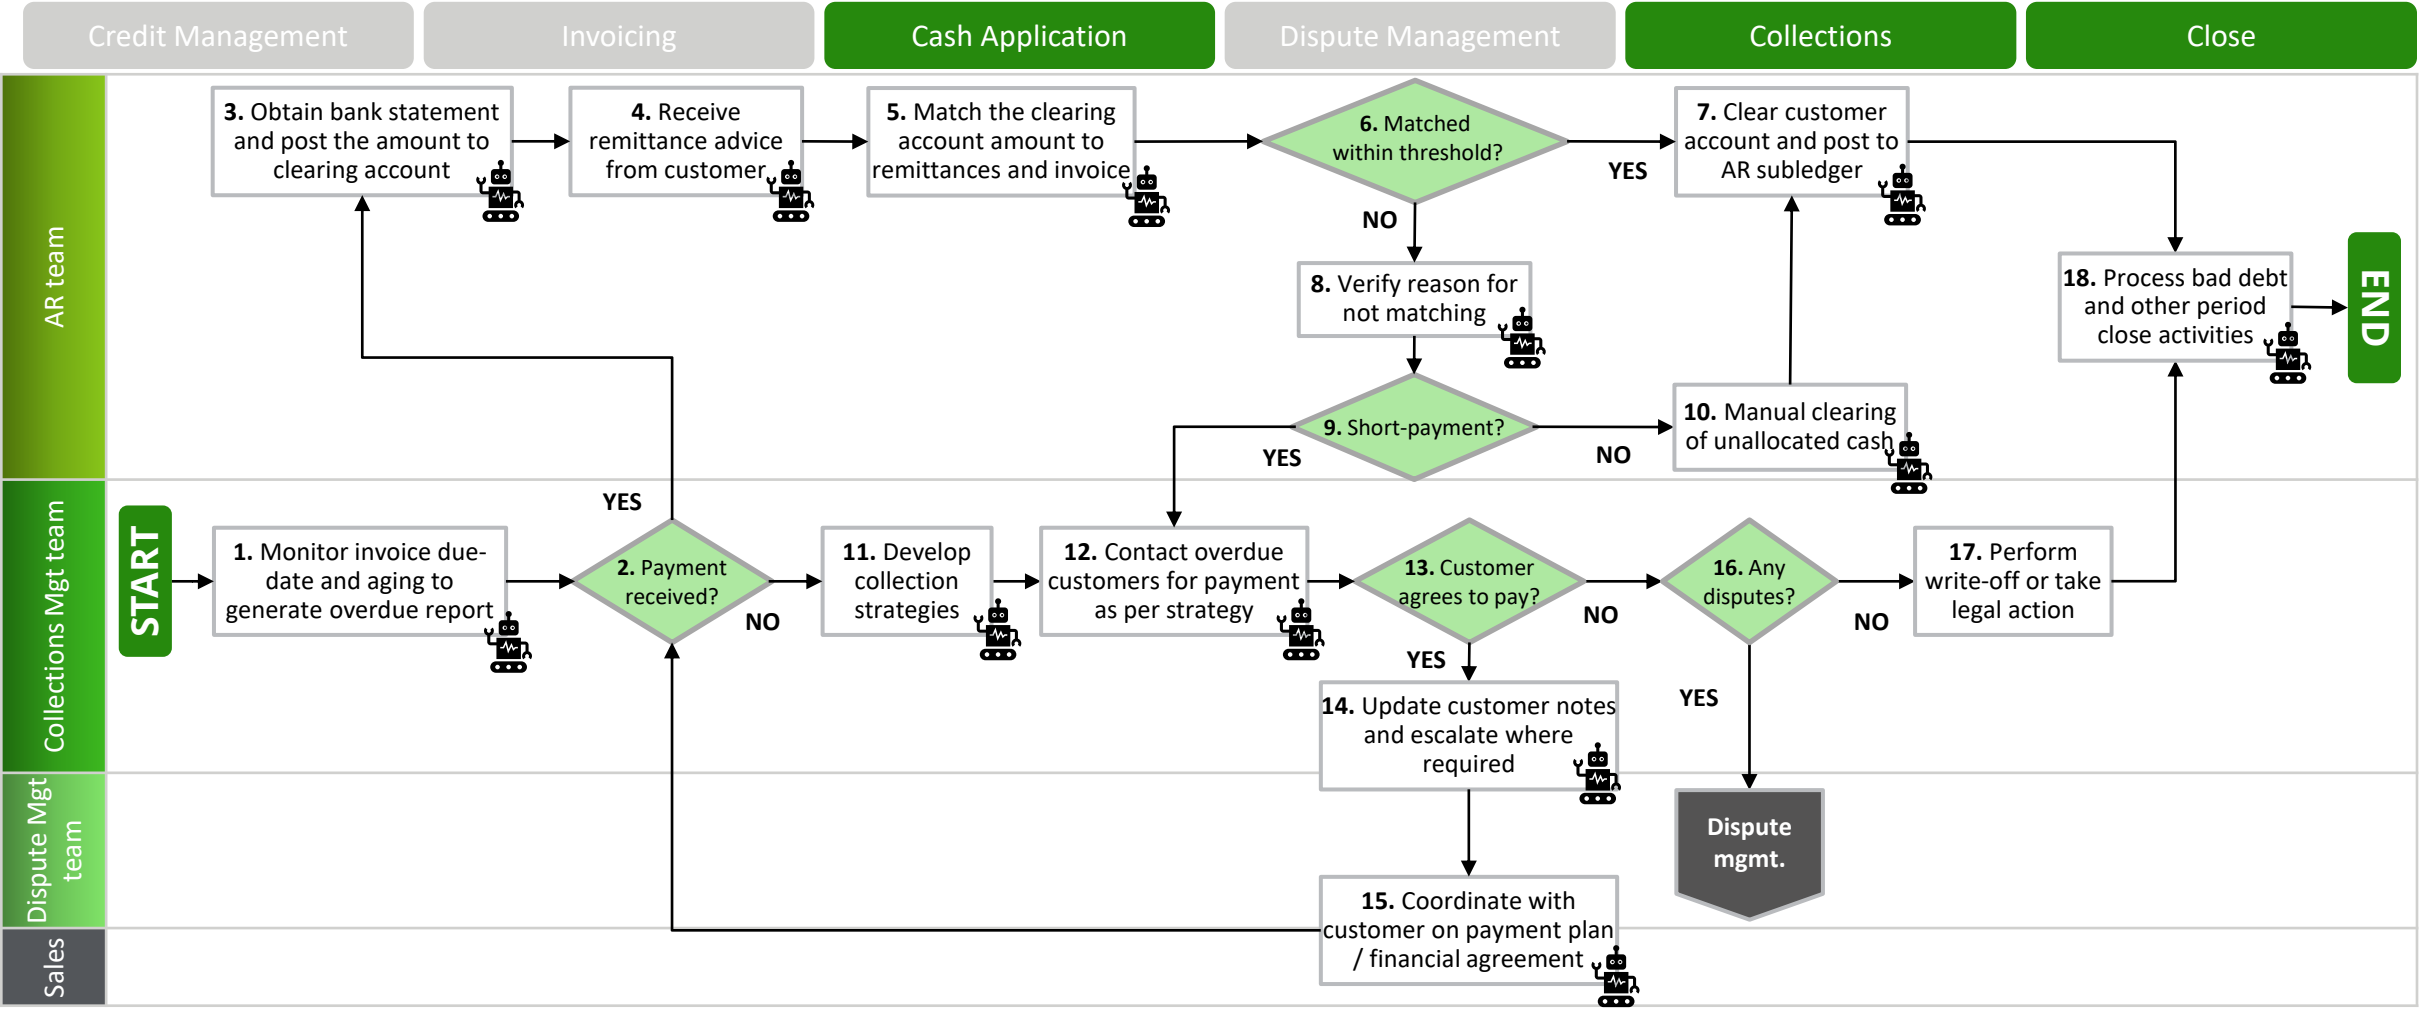 Credit Management
Invoicing
Cash Application
Dispute Management
Collections
Close
AR team
3. Obtain bank statement
and post the amount to
clearing account
4. Receive
remittance advice
from customer
5. Match the clearing
account amount to
remittances and invoice
6. Matched
within threshold?
YES
NO
7. Clear customer
account and post to
AR subledger
8. Verify reason for
not matching
9. Short-payment?
YES
NO
10. Manual clearing
of unallocated cash
18. Process bad debt
and other period
close activities
END
Collections Mgt team
START
1. Monitor invoice due-
date and aging to
generate overdue report
YES
2. Payment
received?
NO
11. Develop
collection
strategies
12. Contact overdue
customers for payment
as per strategy
13. Customer
agrees to pay?
NO
YES
16. Any
disputes?
NO
YES
17. Perform
write-off or take
legal action
14. Update customer notes
and escalate where
required
Dispute Mgt
team
Dispute
mgmt.
15. Coordinate with
customer on payment plan
/ financial agreement
Sales